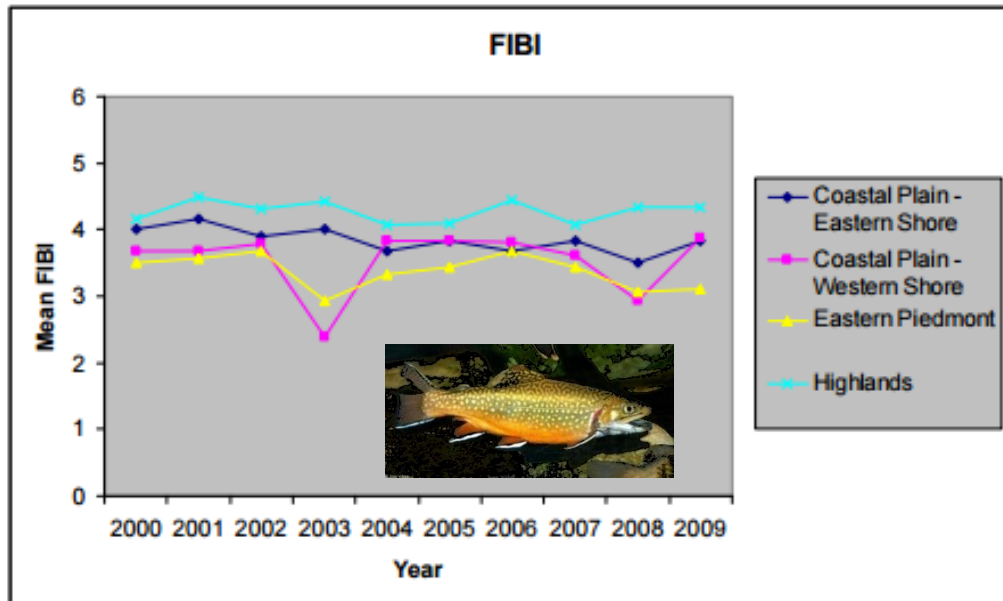 FIBI
6
5
4
3
2
1
0
Mean FIBI
2000 2001 2002 2003 2004 2005 2006 2007 2008 2009
Year
Coastal Plain -
Eastern Shore
Coastal Plain -
Western Shore
Eastern Piedmont
Highlands